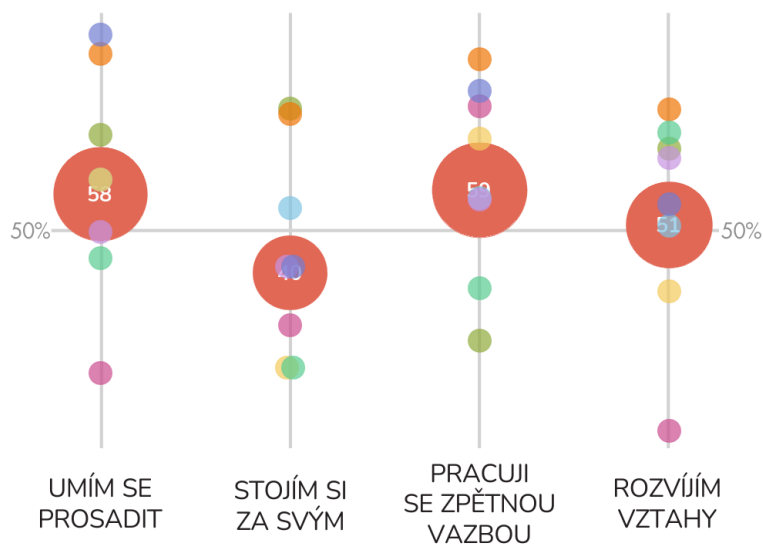 58
59
50%
51
50%
40
UMÍM SE
PROSADIT
STOJÍM SI
ZA SVÝM
PRACUJI
SE ZPĚTNOU
VAZBOU
ROZVÍJÍM
VZTAHY